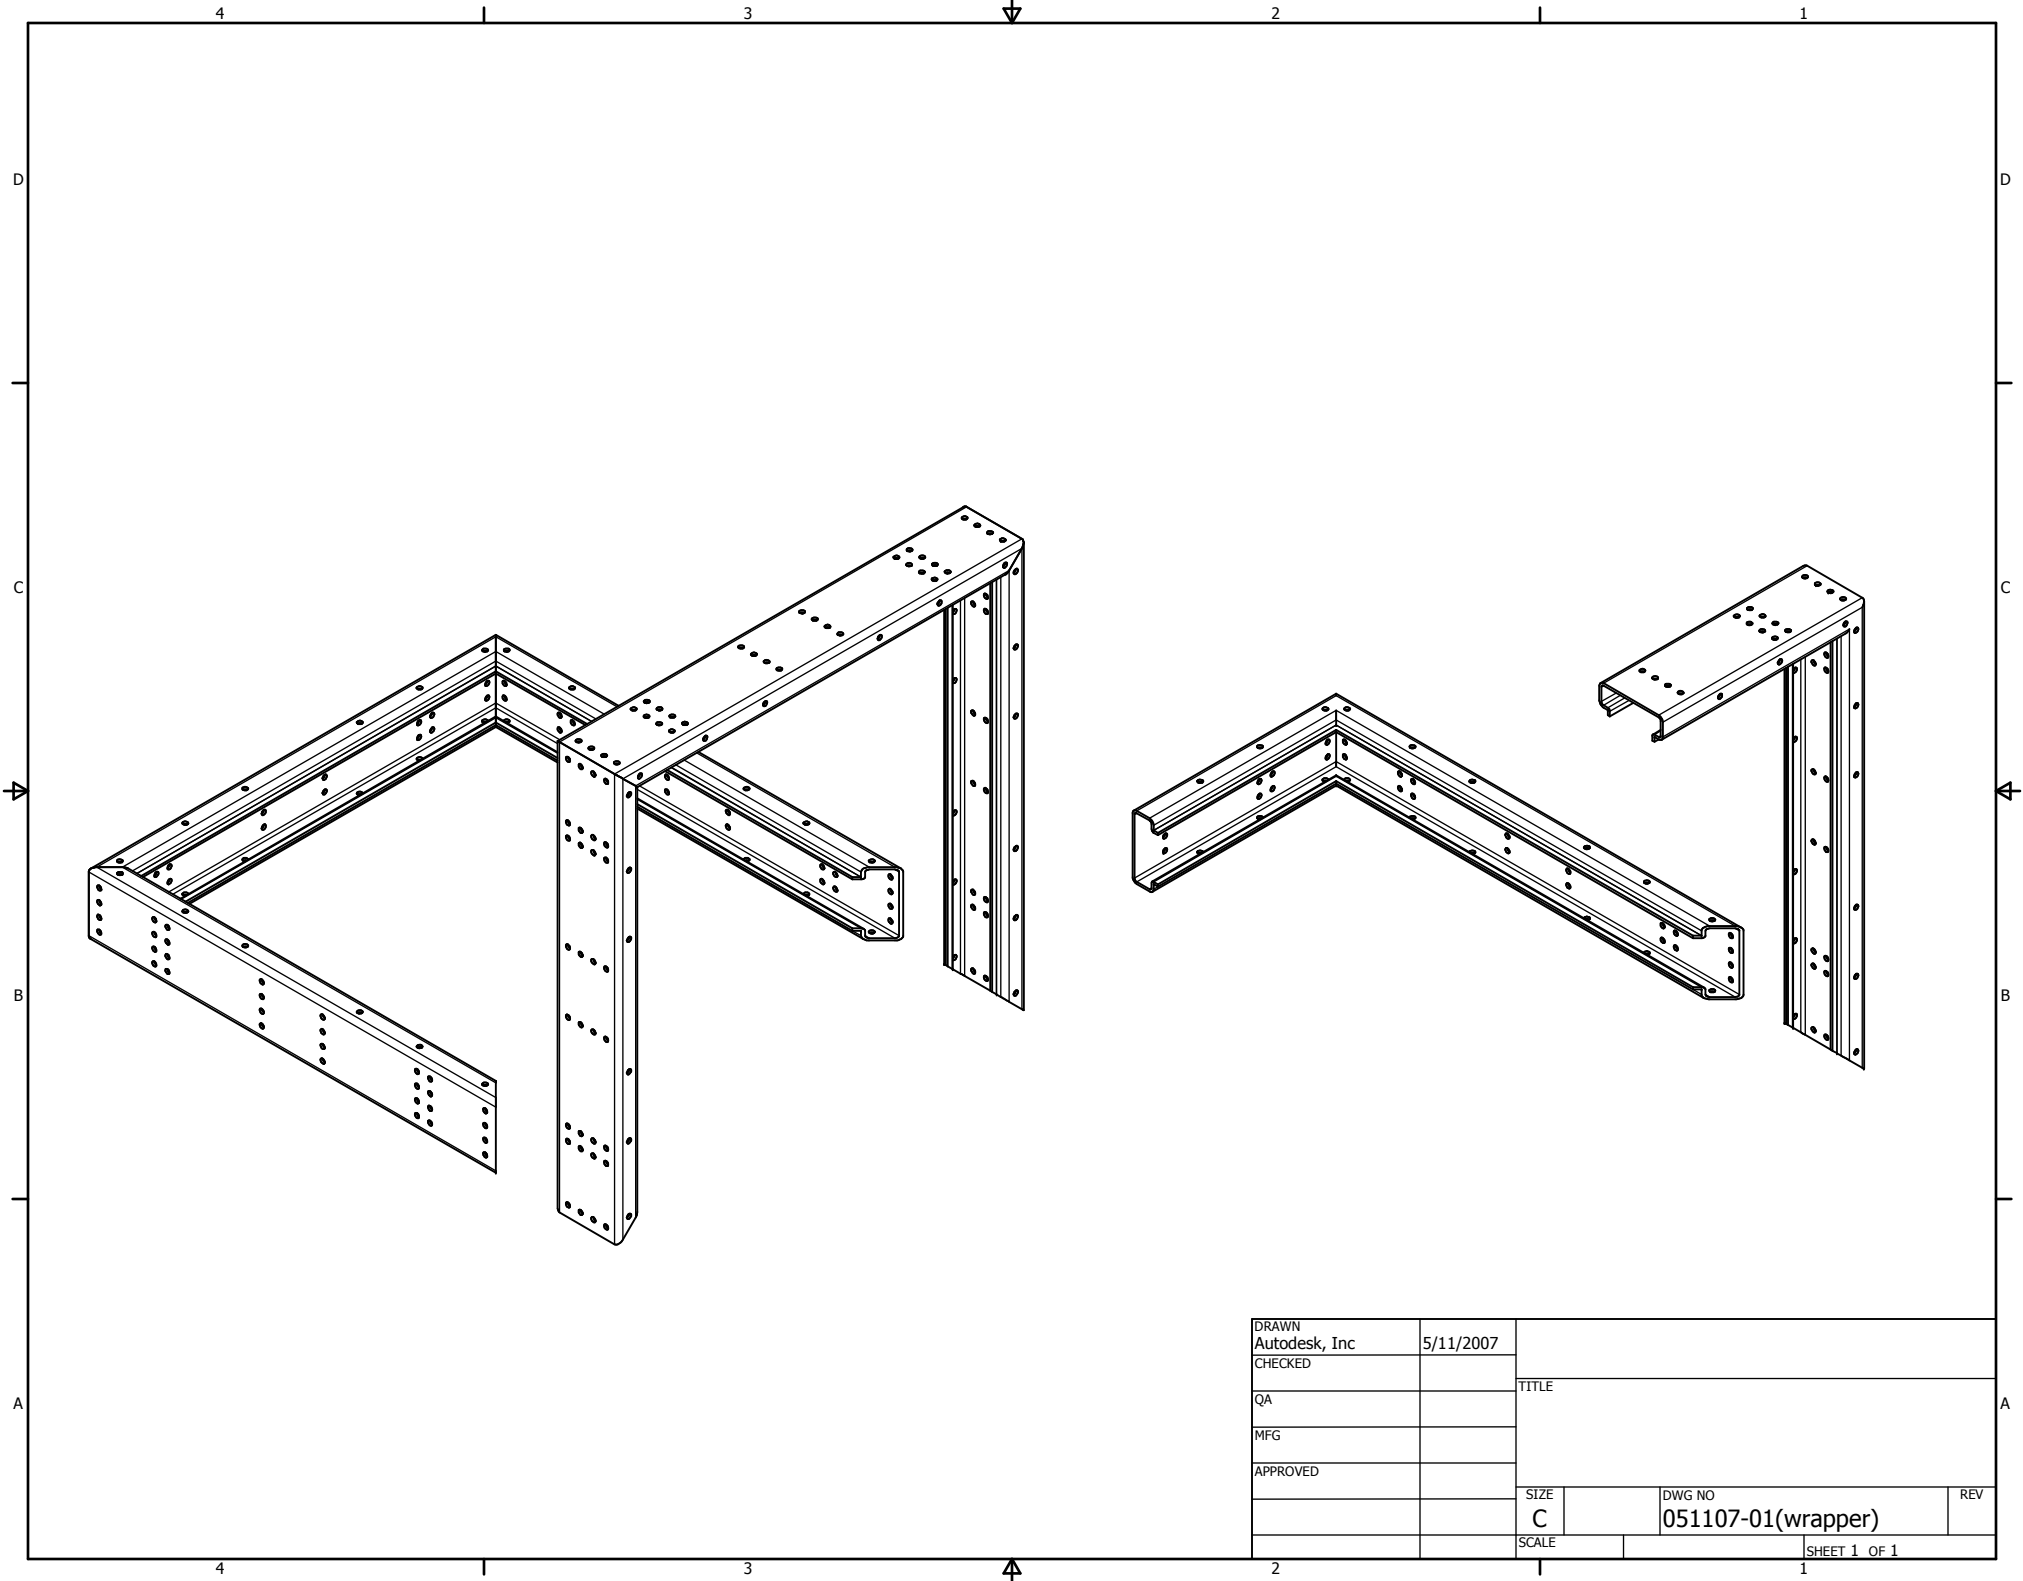 4 3 2 1
D D
C C
B B
A A
DRAWN
Autodesk, Inc 5/11/2007
CHECKED
TITLE
QA
MFG
APPROVED
SIZE DWG NO REV
C 051107-01(wrapper)
SCALE SHEET 1 OF 1
4 3 2 1